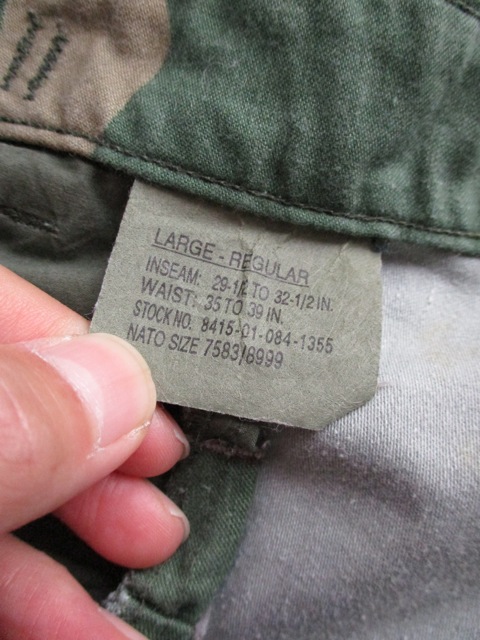 LARGE - REGULAR
INSEAM: 29-1/2 TO 32-1/2 IN.
WAIST: 35 TO 39 IN.
STOCK NO. 8415-01-084-1355
NATO SIZE 7583/8999